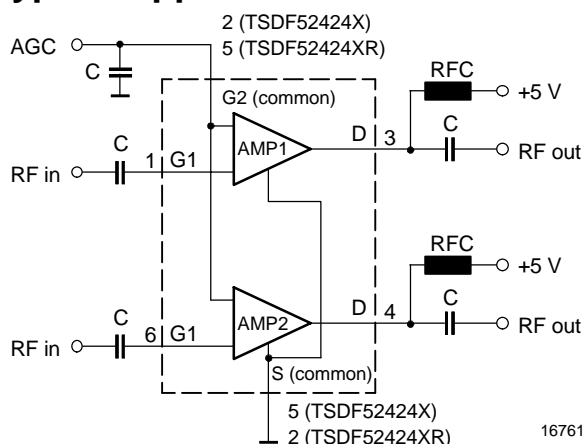 2 (TSDF52424X)
5 (TSDF52424XR)
AGC
C
G2 (common)
RFC
+5 V
C
RF in
1
G1
AMP1
D
3
C
RF out
RFC
+5 V
C
RF in
6
G1
AMP2
D
4
C
RF out
S (common)
5 (TSDF52424X)
2 (TSDF52424XR)
16761